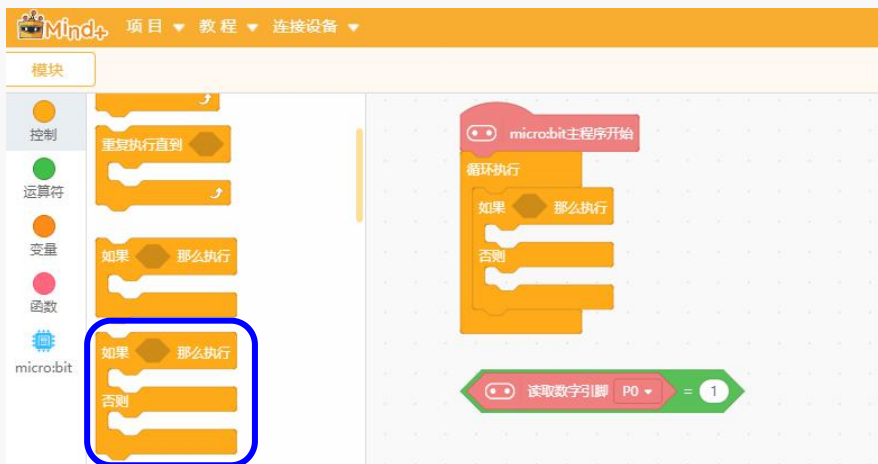 Mind+ 项目 教程 连接设备
模块
控制
运算符
变量
函数
micro:bit
重复执行直到
如果 那么执行
如果 那么执行
否则
micro:bit主程序开始
循环执行
如果 那么执行
否则
读取数字引脚 P0 = 1